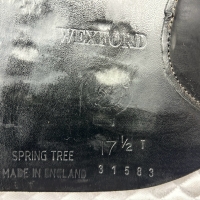 WEXFORD
SPRING TREE
MADE IN ENGLAND
17 ½ T
31583